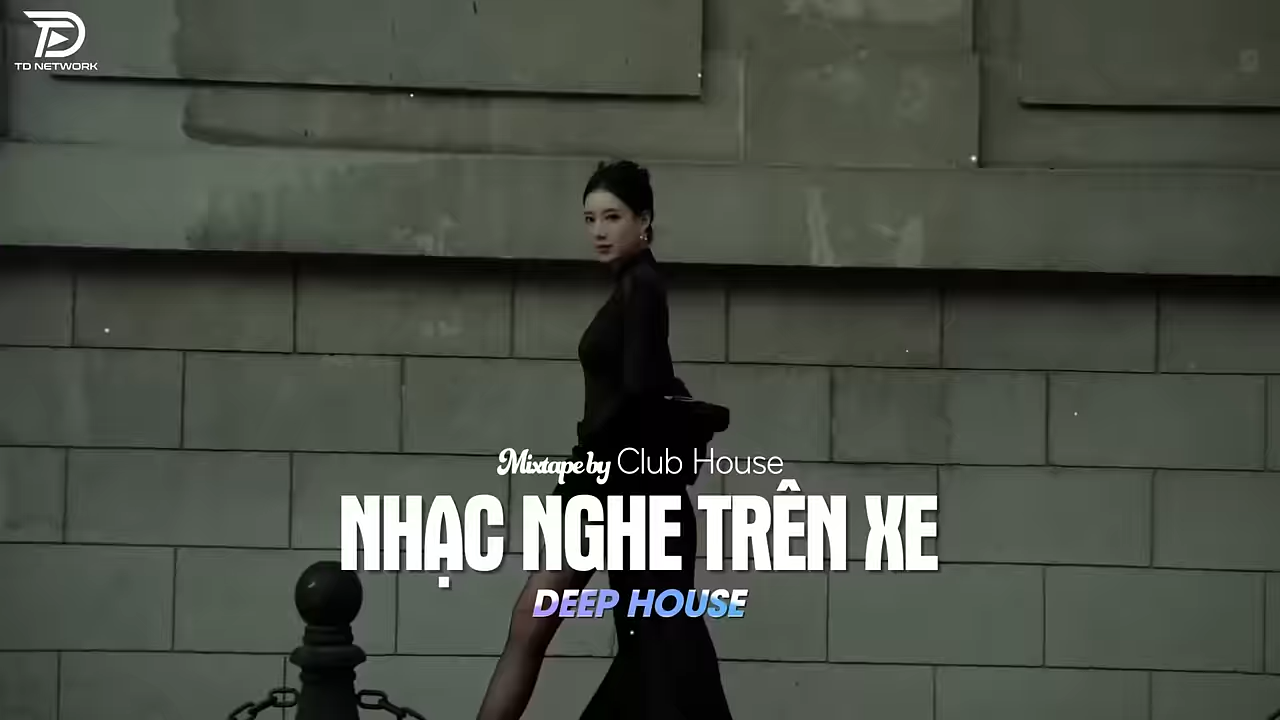 TD NETWORK
Mixtape by Club House
NHẠC NGHE TRÊN XE
DEEP HOUSE